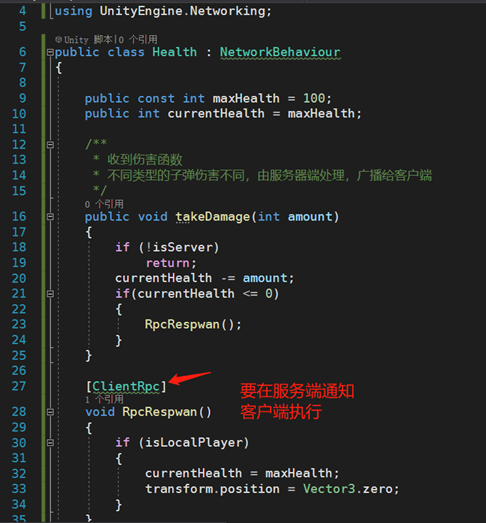 4 using UnityEngine.Networking;
5
Unity 脚本|0 个引用
6 public class Health : NetworkBehaviour
7 {
8
9 public const int maxHealth = 100;
10 public int currentHealth = maxHealth;
11
12 /**
13 * 收到伤害函数
14 * 不同类型的子弹伤害不同，由服务器端处理，广播给客户端
15 */
0 个引用
16 public void takeDamage(int amount)
17 {
18 if (!isServer)
19 return;
20 currentHealth -= amount;
21 if(currentHealth <= 0)
22 {
23 RpcRespwan();
24 }
25 }
26
27 [ClientRpc]
要在服务端通知
客户端执行
1 个引用
28 void RpcRespwan()
29 {
30 if (isLocalPlayer)
31 {
32 currentHealth = maxHealth;
33 transform.position = Vector3.zero;
34 }
35 }